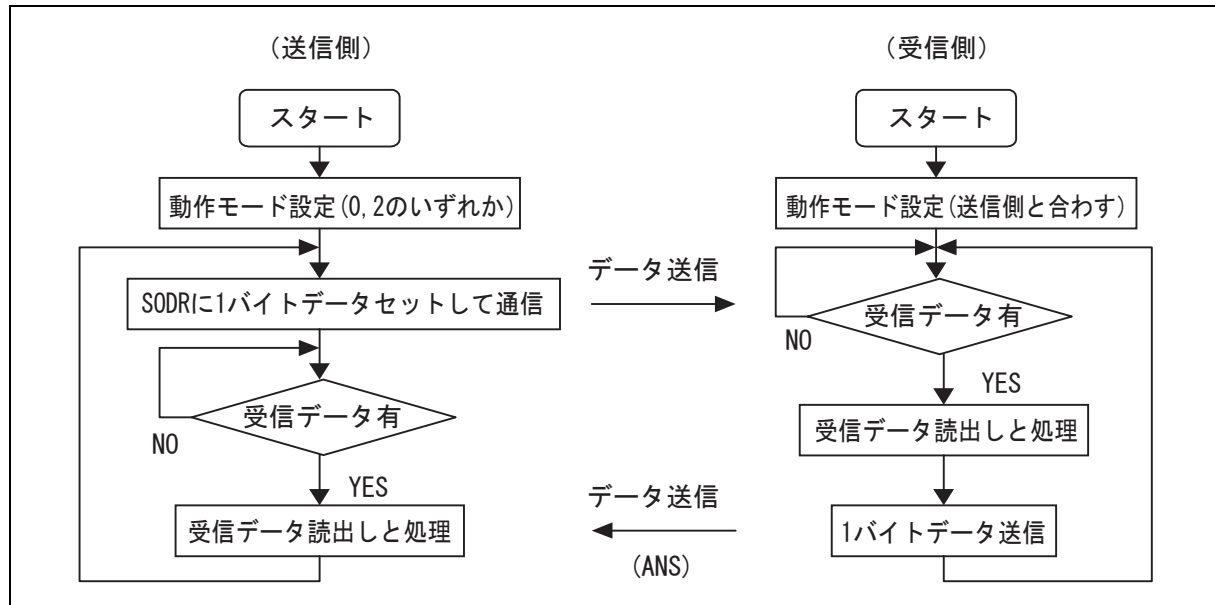 (送信側)
スタート
動作モード設定(0,2のいずれか)
SODRに1バイトデータセットして通信
受信データ有
NO
YES
受信データ読出しと処理
データ送信
データ送信
(ANS)
(受信側)
スタート
動作モード設定(送信側と合わす)
受信データ有
NO
YES
受信データ読出しと処理
1バイトデータ送信